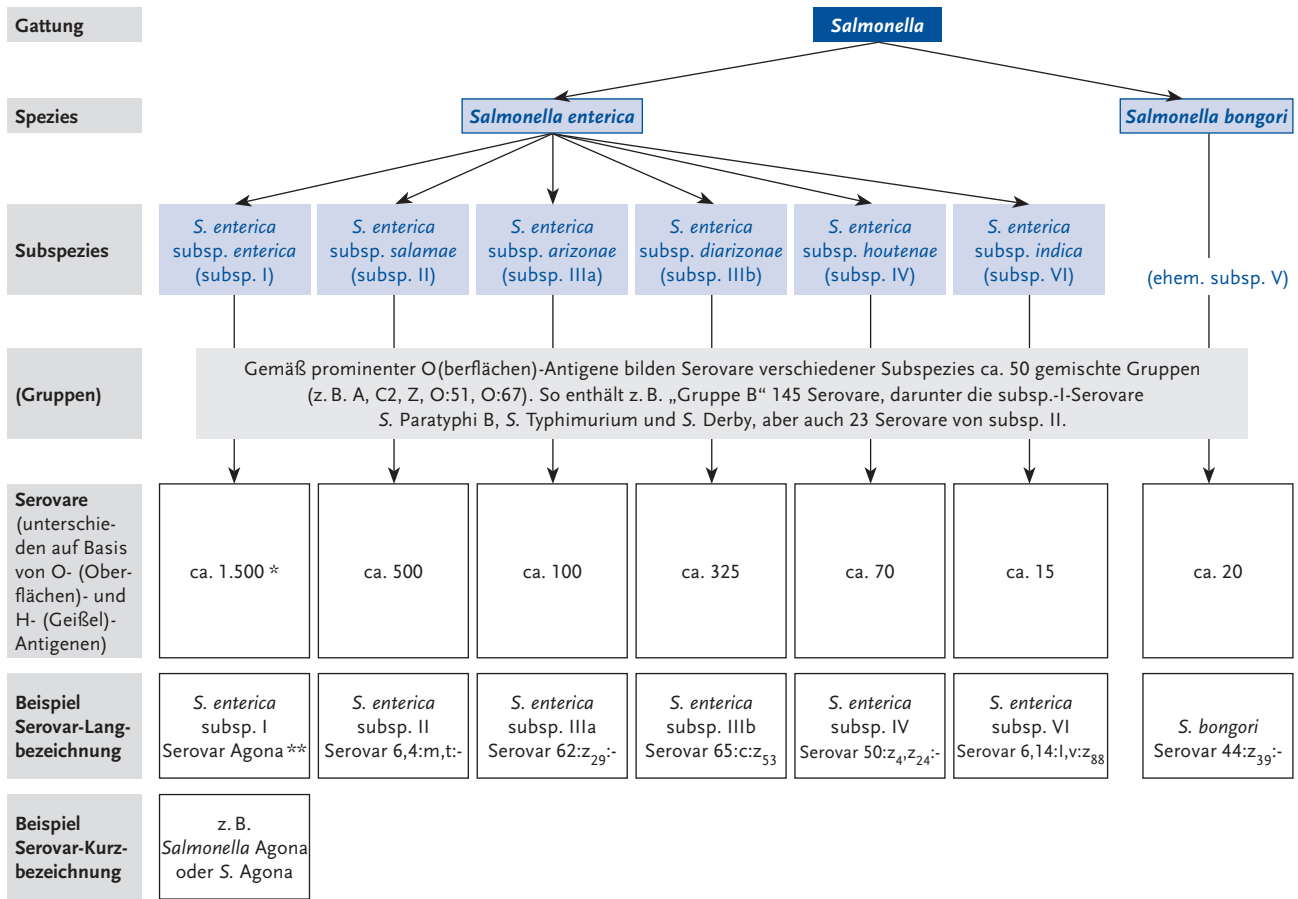 Gattung
Salmonella
Spezies
Salmonella enterica
Salmonella bongori
Subspezies
S. enterica
subsp. enterica
(subsp. I)
S. enterica
subsp. salamae
(subsp. II)
S. enterica
subsp. arizonae
(subsp. IIIa)
S. enterica
subsp. diarizonae
(subsp. IIIb)
S. enterica
subsp. houtenae
(subsp. IV)
S. enterica
subsp. indica
(subsp. VI)
(ehem. subsp. V)
(Gruppen)
Gemäß prominenter O(berflächen)-Antigene bilden Serovare verschiedener Subspezies ca. 50 gemischte Gruppen
(z. B. A, C2, Z, O:51, O:67). So enthält z. B. „Gruppe B“ 145 Serovare, darunter die subsp.-I-Serovare
S. Paratyphi B, S. Typhimurium und S. Derby, aber auch 23 Serovare von subsp. II.
Serovare
(unterschie-
den auf Basis
von O- (Ober-
flächen)- und
H- (Geißel)-
Antigenen)
ca. 1.500 *
ca. 500
ca. 100
ca. 325
ca. 70
ca. 15
ca. 20
Beispiel
Serovar-Lang-
bezeichnung
S. enterica
subsp. I
Serovar Agona **
S. enterica
subsp. II
Serovar 6,4:m,t:-
S. enterica
subsp. IIIa
Serovar 62:z29:-
S. enterica
subsp. IIIb
Serovar 65:c:z53
S. enterica
subsp. IV
Serovar 50:z4,z24:-
S. enterica
subsp. VI
Serovar 6,14:l,v:z88
S. bongori
Serovar 44:z39:-
Beispiel
Serovar-Kurz-
bezeichnung
z. B.
Salmonella Agona
oder S. Agona